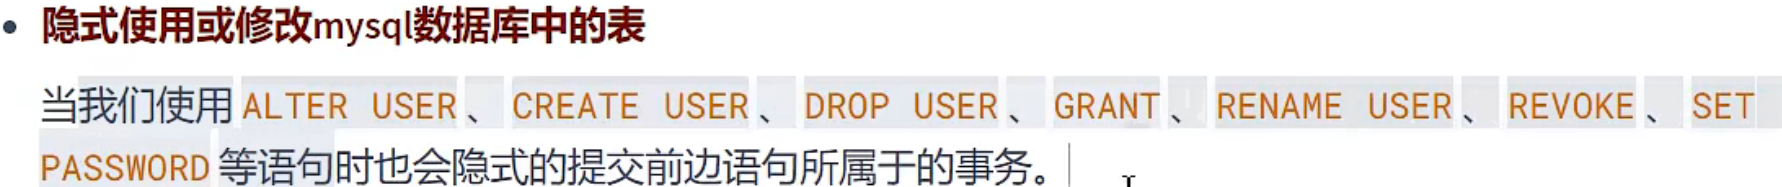 隐式使用或修改mysql数据库中的表
当我们使用 ALTER USER、 CREATE USER、 DROP USER、 GRANT、 RENAME USER、 REVOKE、 SET
PASSWORD 等语句时也会隐式的提交前边语句所属于的事务。